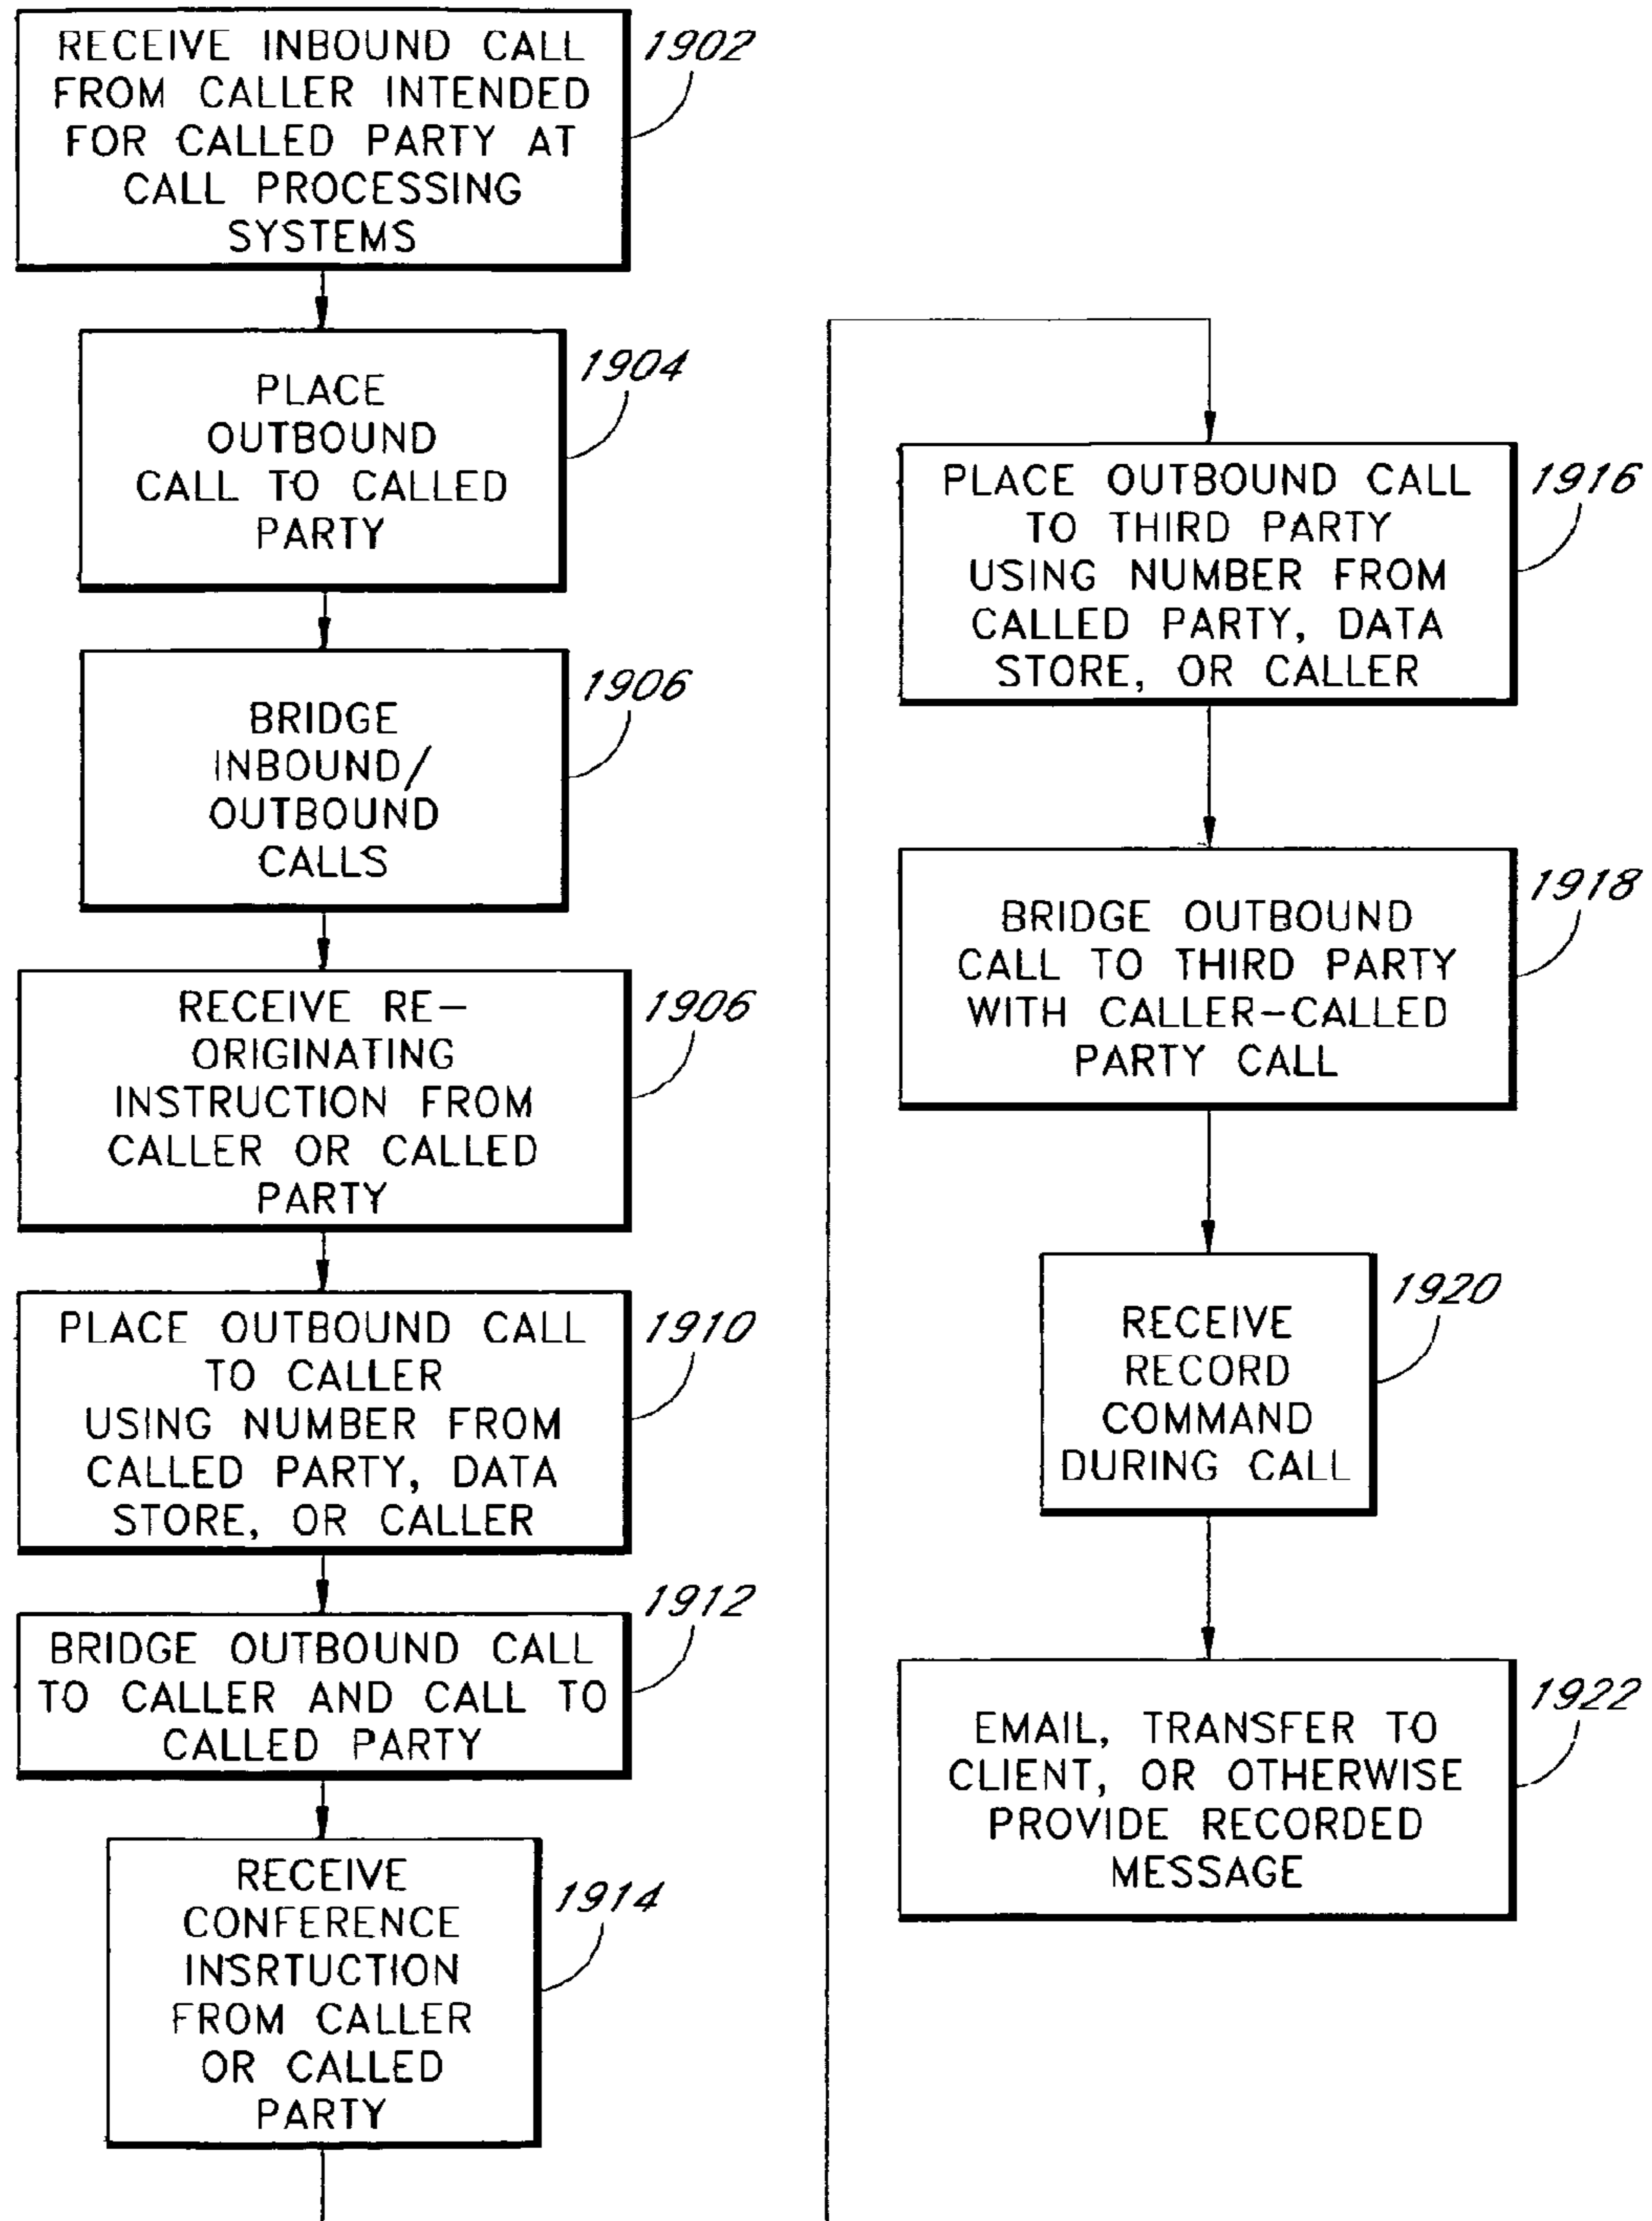 RECEIVE INBOUND CALL
FROM CALLER INTENDED
FOR CALLED PARTY AT
CALL PROCESSING
SYSTEMS
1902
PLACE
OUTBOUND
CALL TO CALLED
PARTY
1904
BRIDGE
INBOUND/
OUTBOUND
CALLS
1906
RECEIVE RE-
ORIGINATING
INSTRUCTION FROM
CALLER OR CALLED
PARTY
1906
PLACE OUTBOUND CALL
TO CALLER
USING NUMBER FROM
CALLED PARTY, DATA
STORE, OR CALLER
1910
BRIDGE OUTBOUND CALL
TO CALLER AND CALL TO
CALLED PARTY
1912
RECEIVE
CONFERENCE
INSRTUCTION
FROM CALLER
OR CALLED
PARTY
1914
PLACE OUTBOUND CALL
TO THIRD PARTY
USING NUMBER FROM
CALLED PARTY, DATA
STORE, OR CALLER
1916
BRIDGE OUTBOUND
CALL TO THIRD PARTY
WITH CALLER-CALLED
PARTY CALL
1918
RECEIVE
RECORD
COMMAND
DURING CALL
1920
EMAIL, TRANSFER TO
CLIENT, OR OTHERWISE
PROVIDE RECORDED
MESSAGE
1922